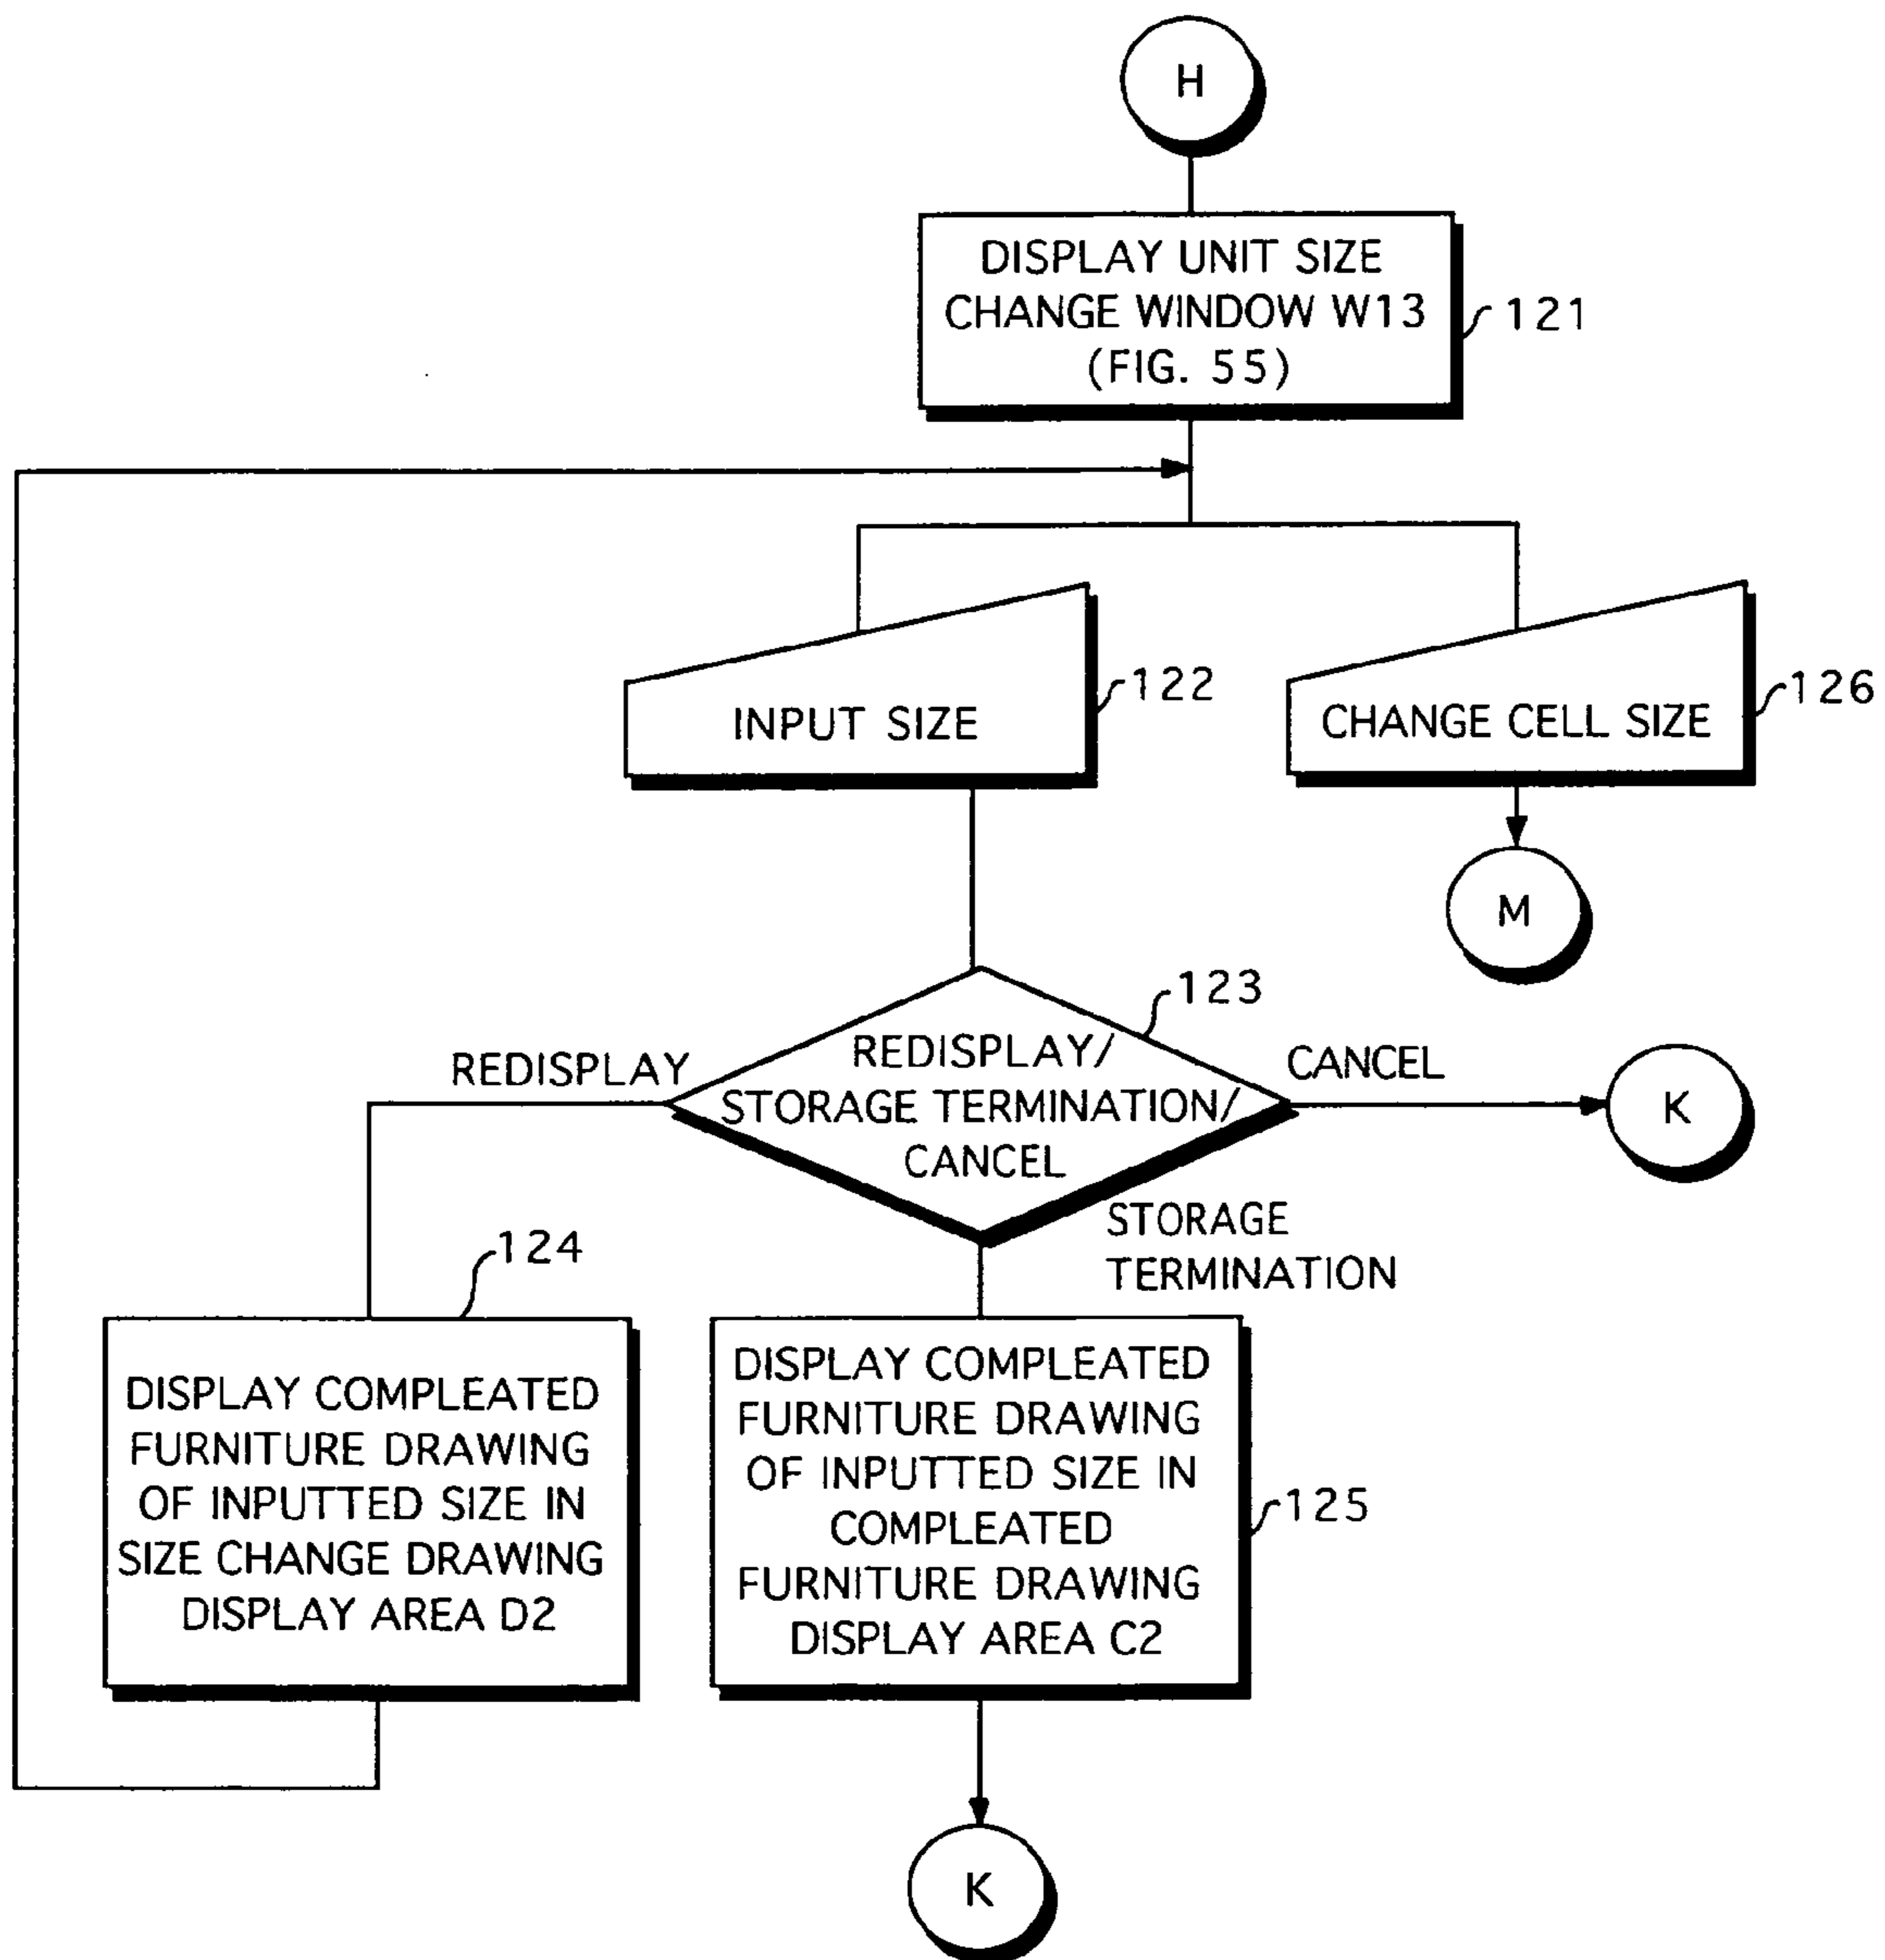 H
DISPLAY UNIT SIZE
CHANGE WINDOW W13
(FIG. 55)
121
INPUT SIZE
122
CHANGE CELL SIZE
126
M
123
REDISPLAY/
STORAGE TERMINATION/
CANCEL
REDISPLAY
CANCEL
K
STORAGE
TERMINATION
124
DISPLAY COMPLEATED
FURNITURE DRAWING
OF INPUTTED SIZE IN
SIZE CHANGE DRAWING
DISPLAY AREA D2
DISPLAY COMPLEATED
FURNITURE DRAWING
OF INPUTTED SIZE IN
COMPLEATED
FURNITURE DRAWING
DISPLAY AREA C2
125
K